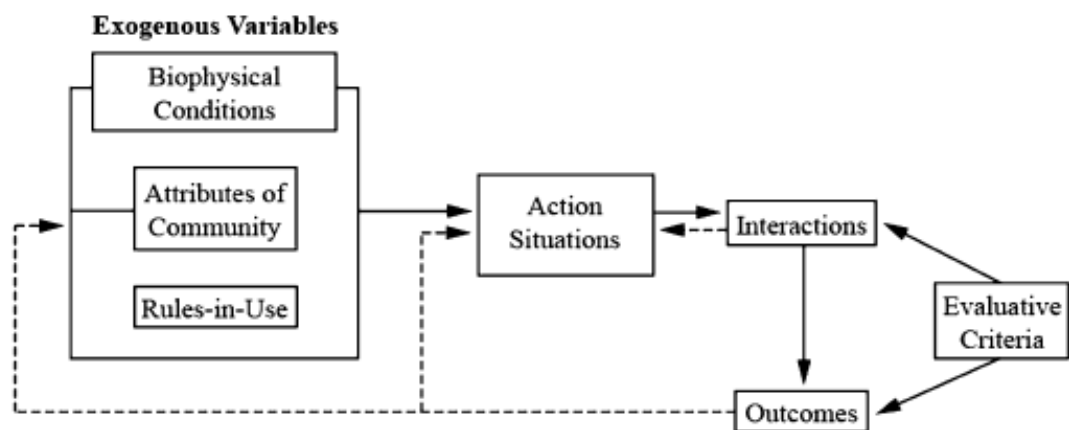 Exogenous Variables
Biophysical
Conditions
Attributes of
Community
Rules-in-Use
Action
Situations
Interactions
Evaluative
Criteria
Outcomes